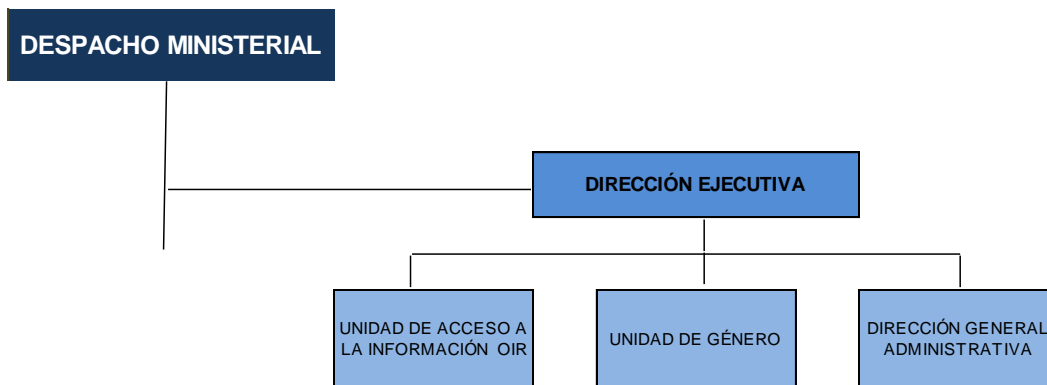 DESPACHO MINISTERIAL
DIRECCIÓN EJECUTIVA
UNIDAD DE ACCESO A
LA INFORMACIÓN OIR
UNIDAD DE GÉNERO
DIRECCIÓN GENERAL
ADMINISTRATIVA